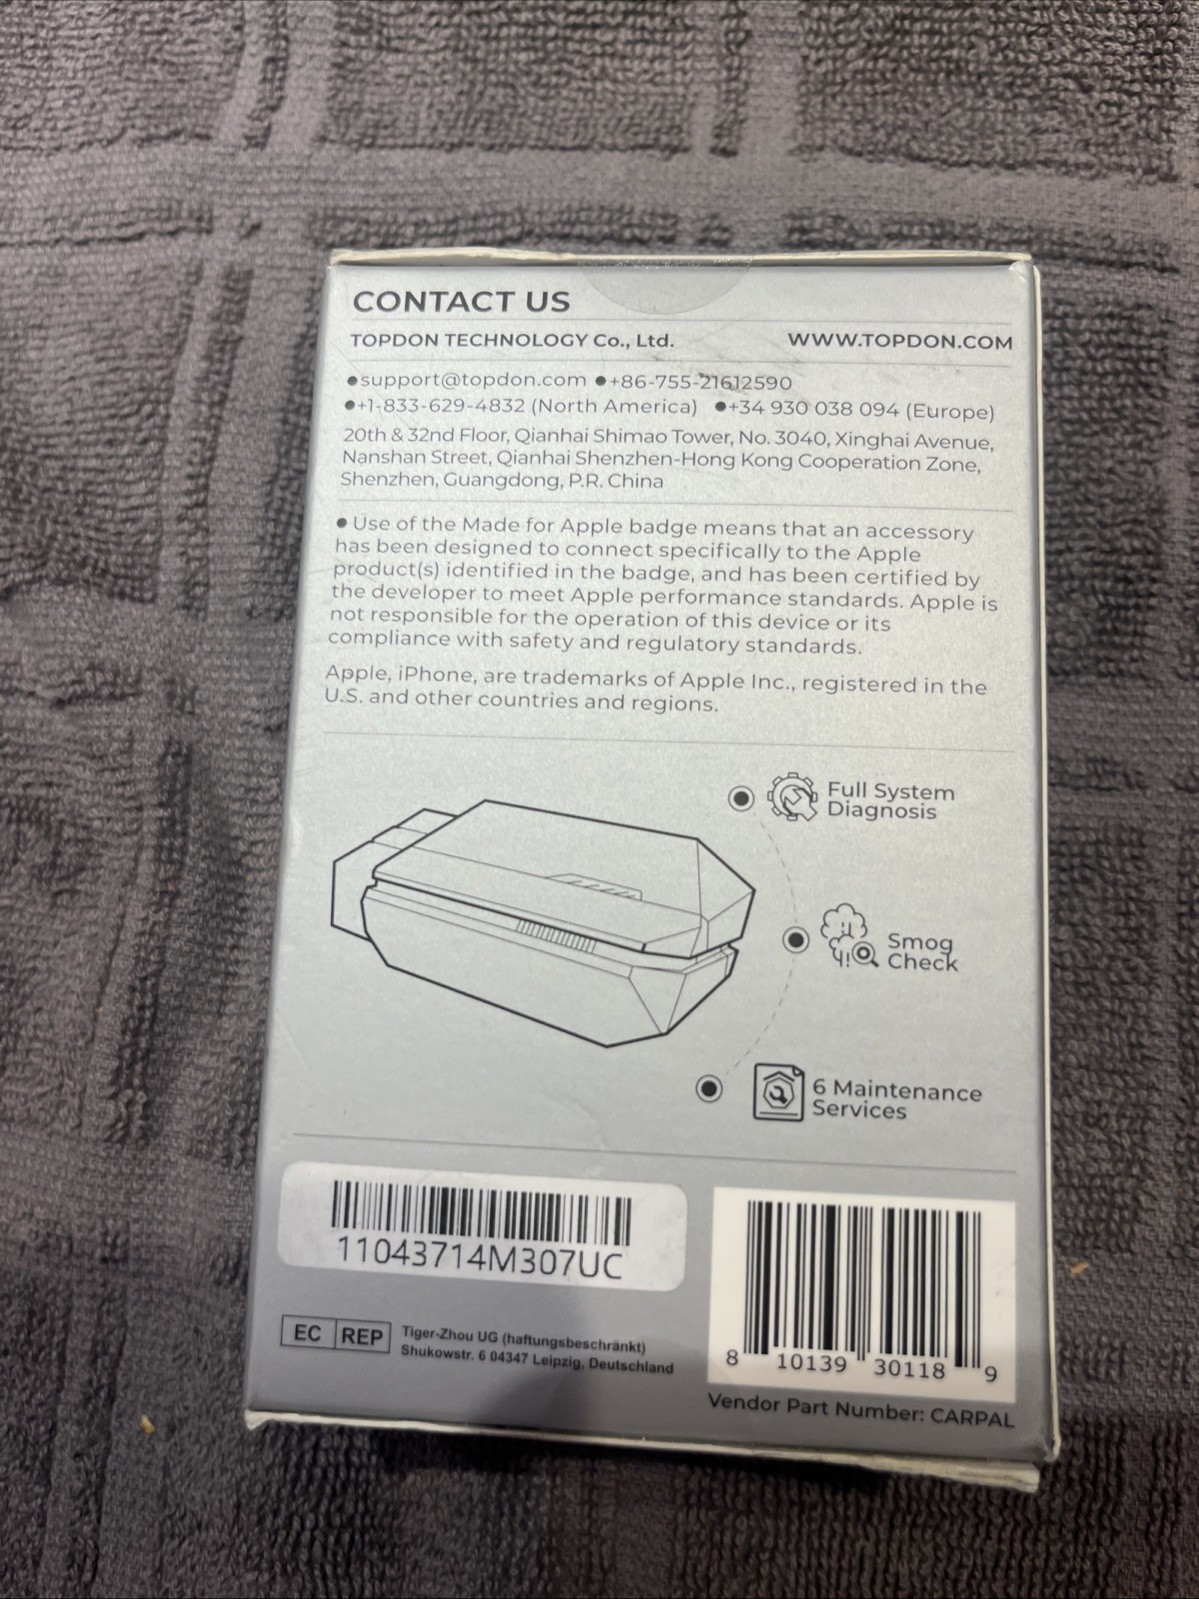 CONTACT US
TOPDON TECHNOLOGY Co., Ltd. WWW.TOPDON.COM
●support@topdon.com ●+86-755-21612590
●+1-833-629-4832 (North America) ●+34 930 038 094 (Europe)
20th & 32nd Floor, Qianhai Shimao Tower, No. 3040, Xinghai Avenue,
Nanshan Street, Qianhai Shenzhen-Hong Kong Cooperation Zone,
Shenzhen, Guangdong, P.R. China
● Use of the Made for Apple badge means that an accessory
has been designed to connect specifically to the Apple
product(s) identified in the badge, and has been certified by
the developer to meet Apple performance standards. Apple is
not responsible for the operation of this device or its
compliance with safety and regulatory standards.
Apple, iPhone, are trademarks of Apple Inc., registered in the
U.S. and other countries and regions.
Full System
Diagnosis
Smog
Check
6 Maintenance
Services
11043714M307UC
EC REP
Tiger-Zhou UG (haftungsbeschränkt)
Shukowstr. 6 04347 Leipzig, Deutschland
8 10139 30118 9
Vendor Part Number: CARPAL